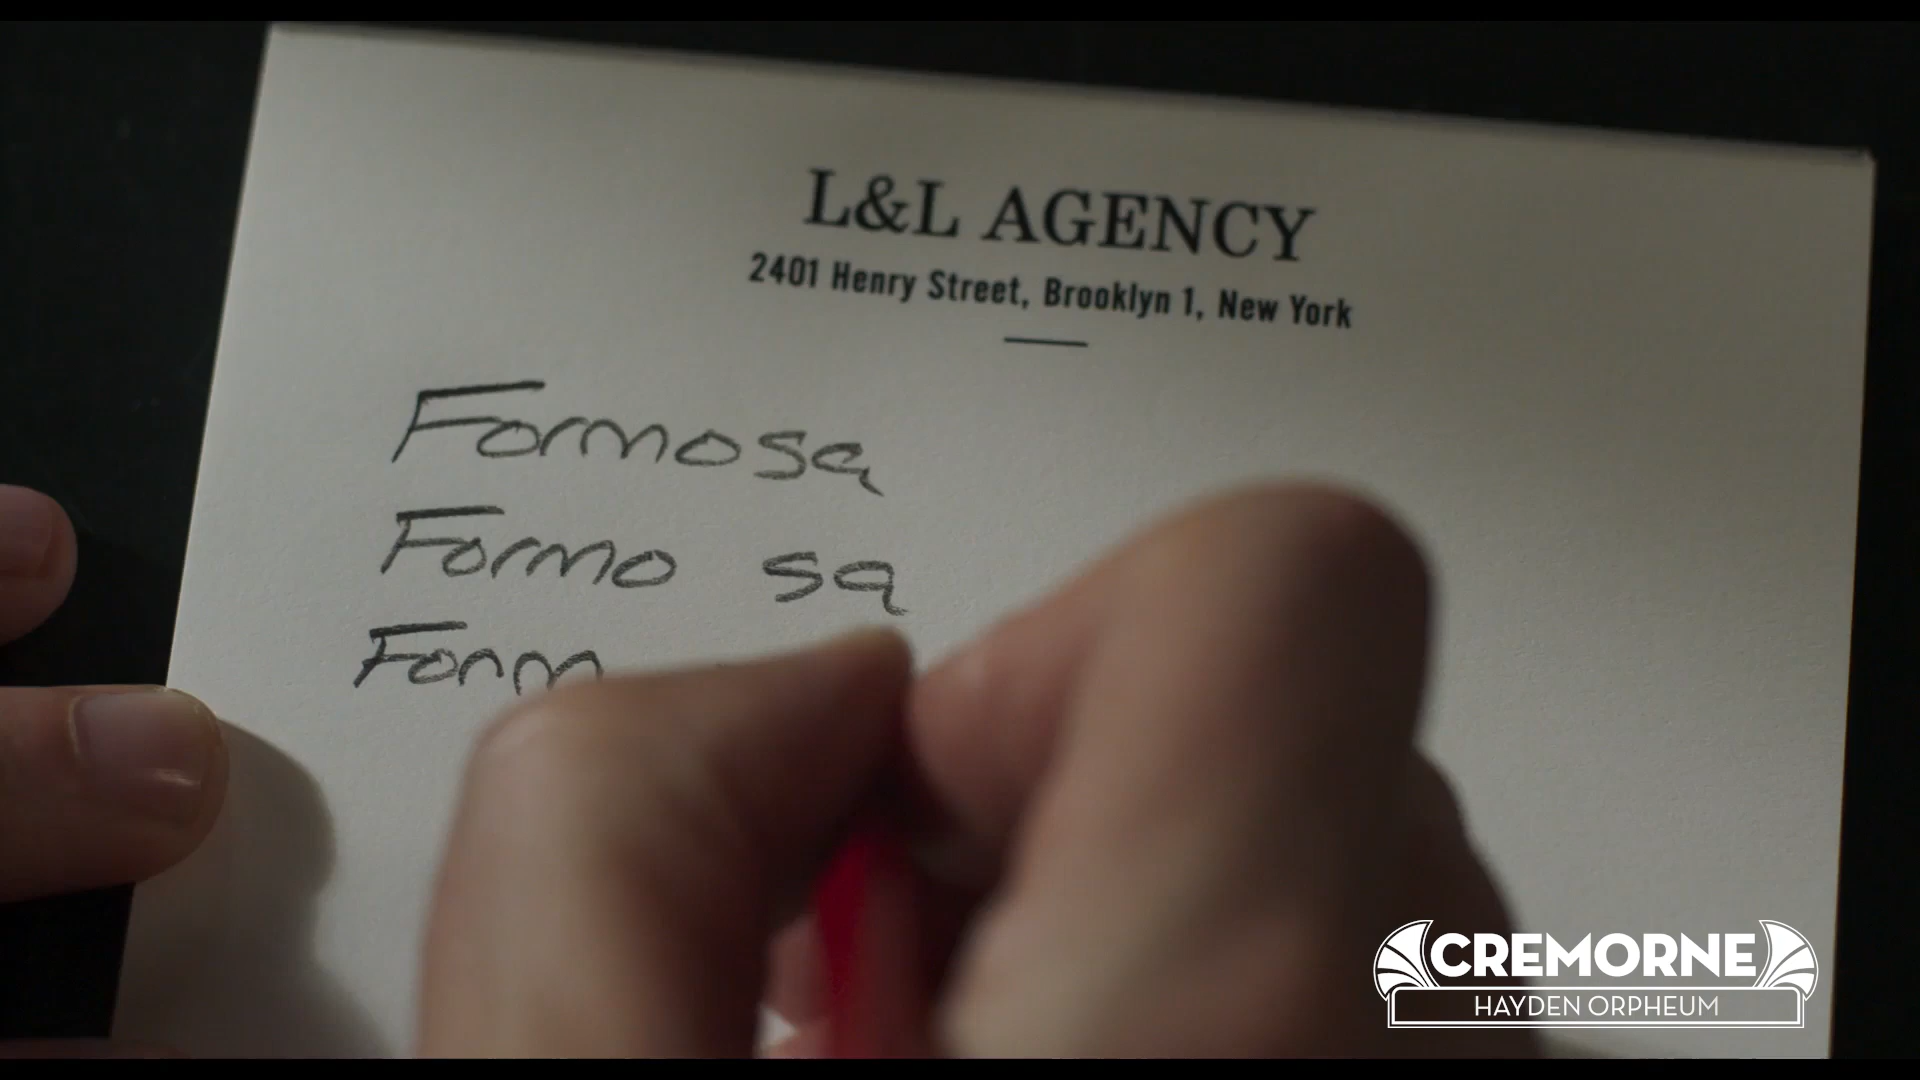 L&L AGENCY
2401 Henry Street, Brooklyn 1, New York
Formosa
Formo sa
Form
CREMORNE
HAYDEN ORPHEUM